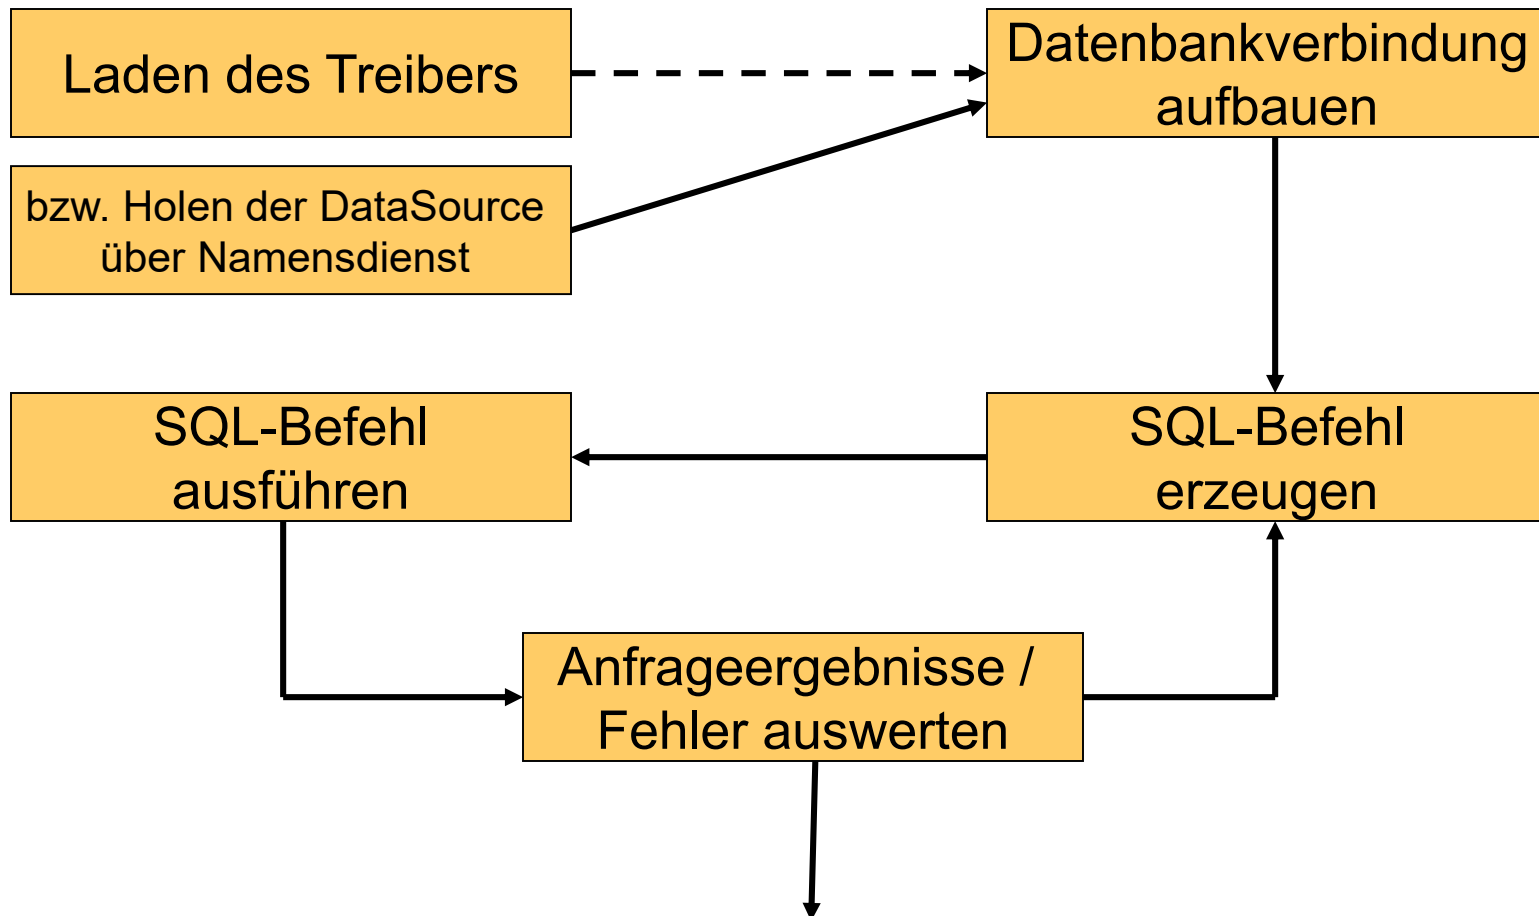 Laden des Treibers
Datenbankverbindung
aufbauen
bzw. Holen der DataSource
über Namensdienst
SQL-Befehl
ausführen
SQL-Befehl
erzeugen
Anfrageergebnisse /
Fehler auswerten